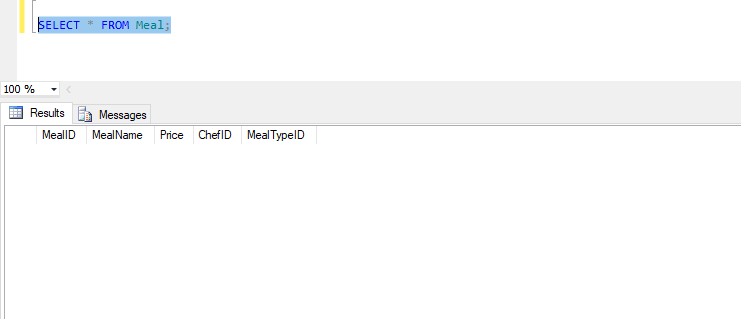 SELECT * FROM Meal;
100 %
Results Messages
MealID MealName Price ChefID MealTypeID